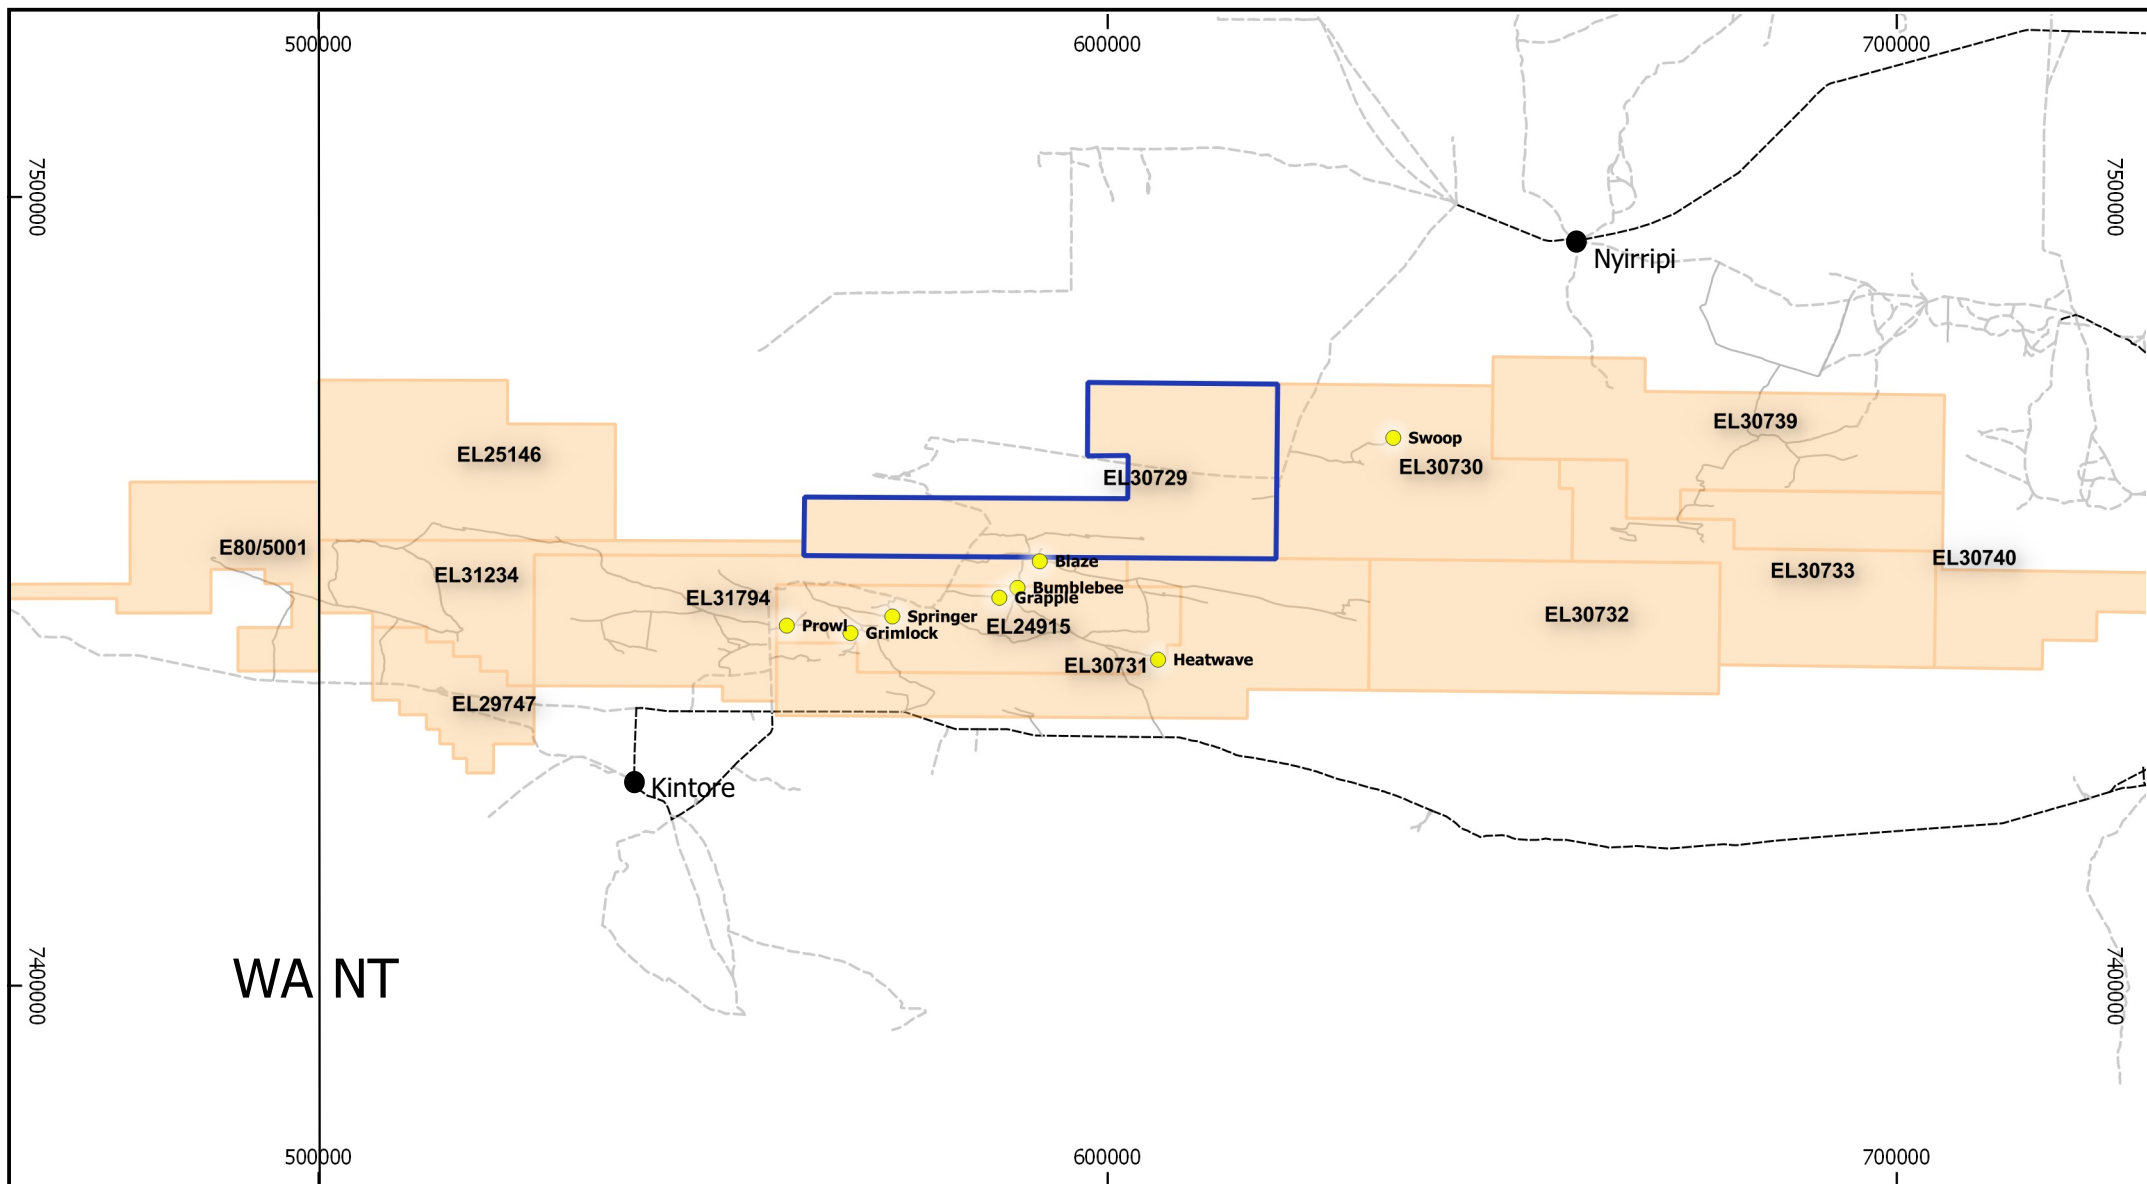 500000
600000
700000
7500000
7500000
Nyirripi
EL30739
Swoop
EL25146
EL30730
EL30729
E80/5001
EL30740
Blaze
EL31234
EL30733
Bumblebee
EL31794
Grapple
Springer
EL30732
Prowl
EL24915
Grimlock
Heatwave
EL30731
EL29747
Kintore
WA NT
7400000
7400000
500000
600000
700000